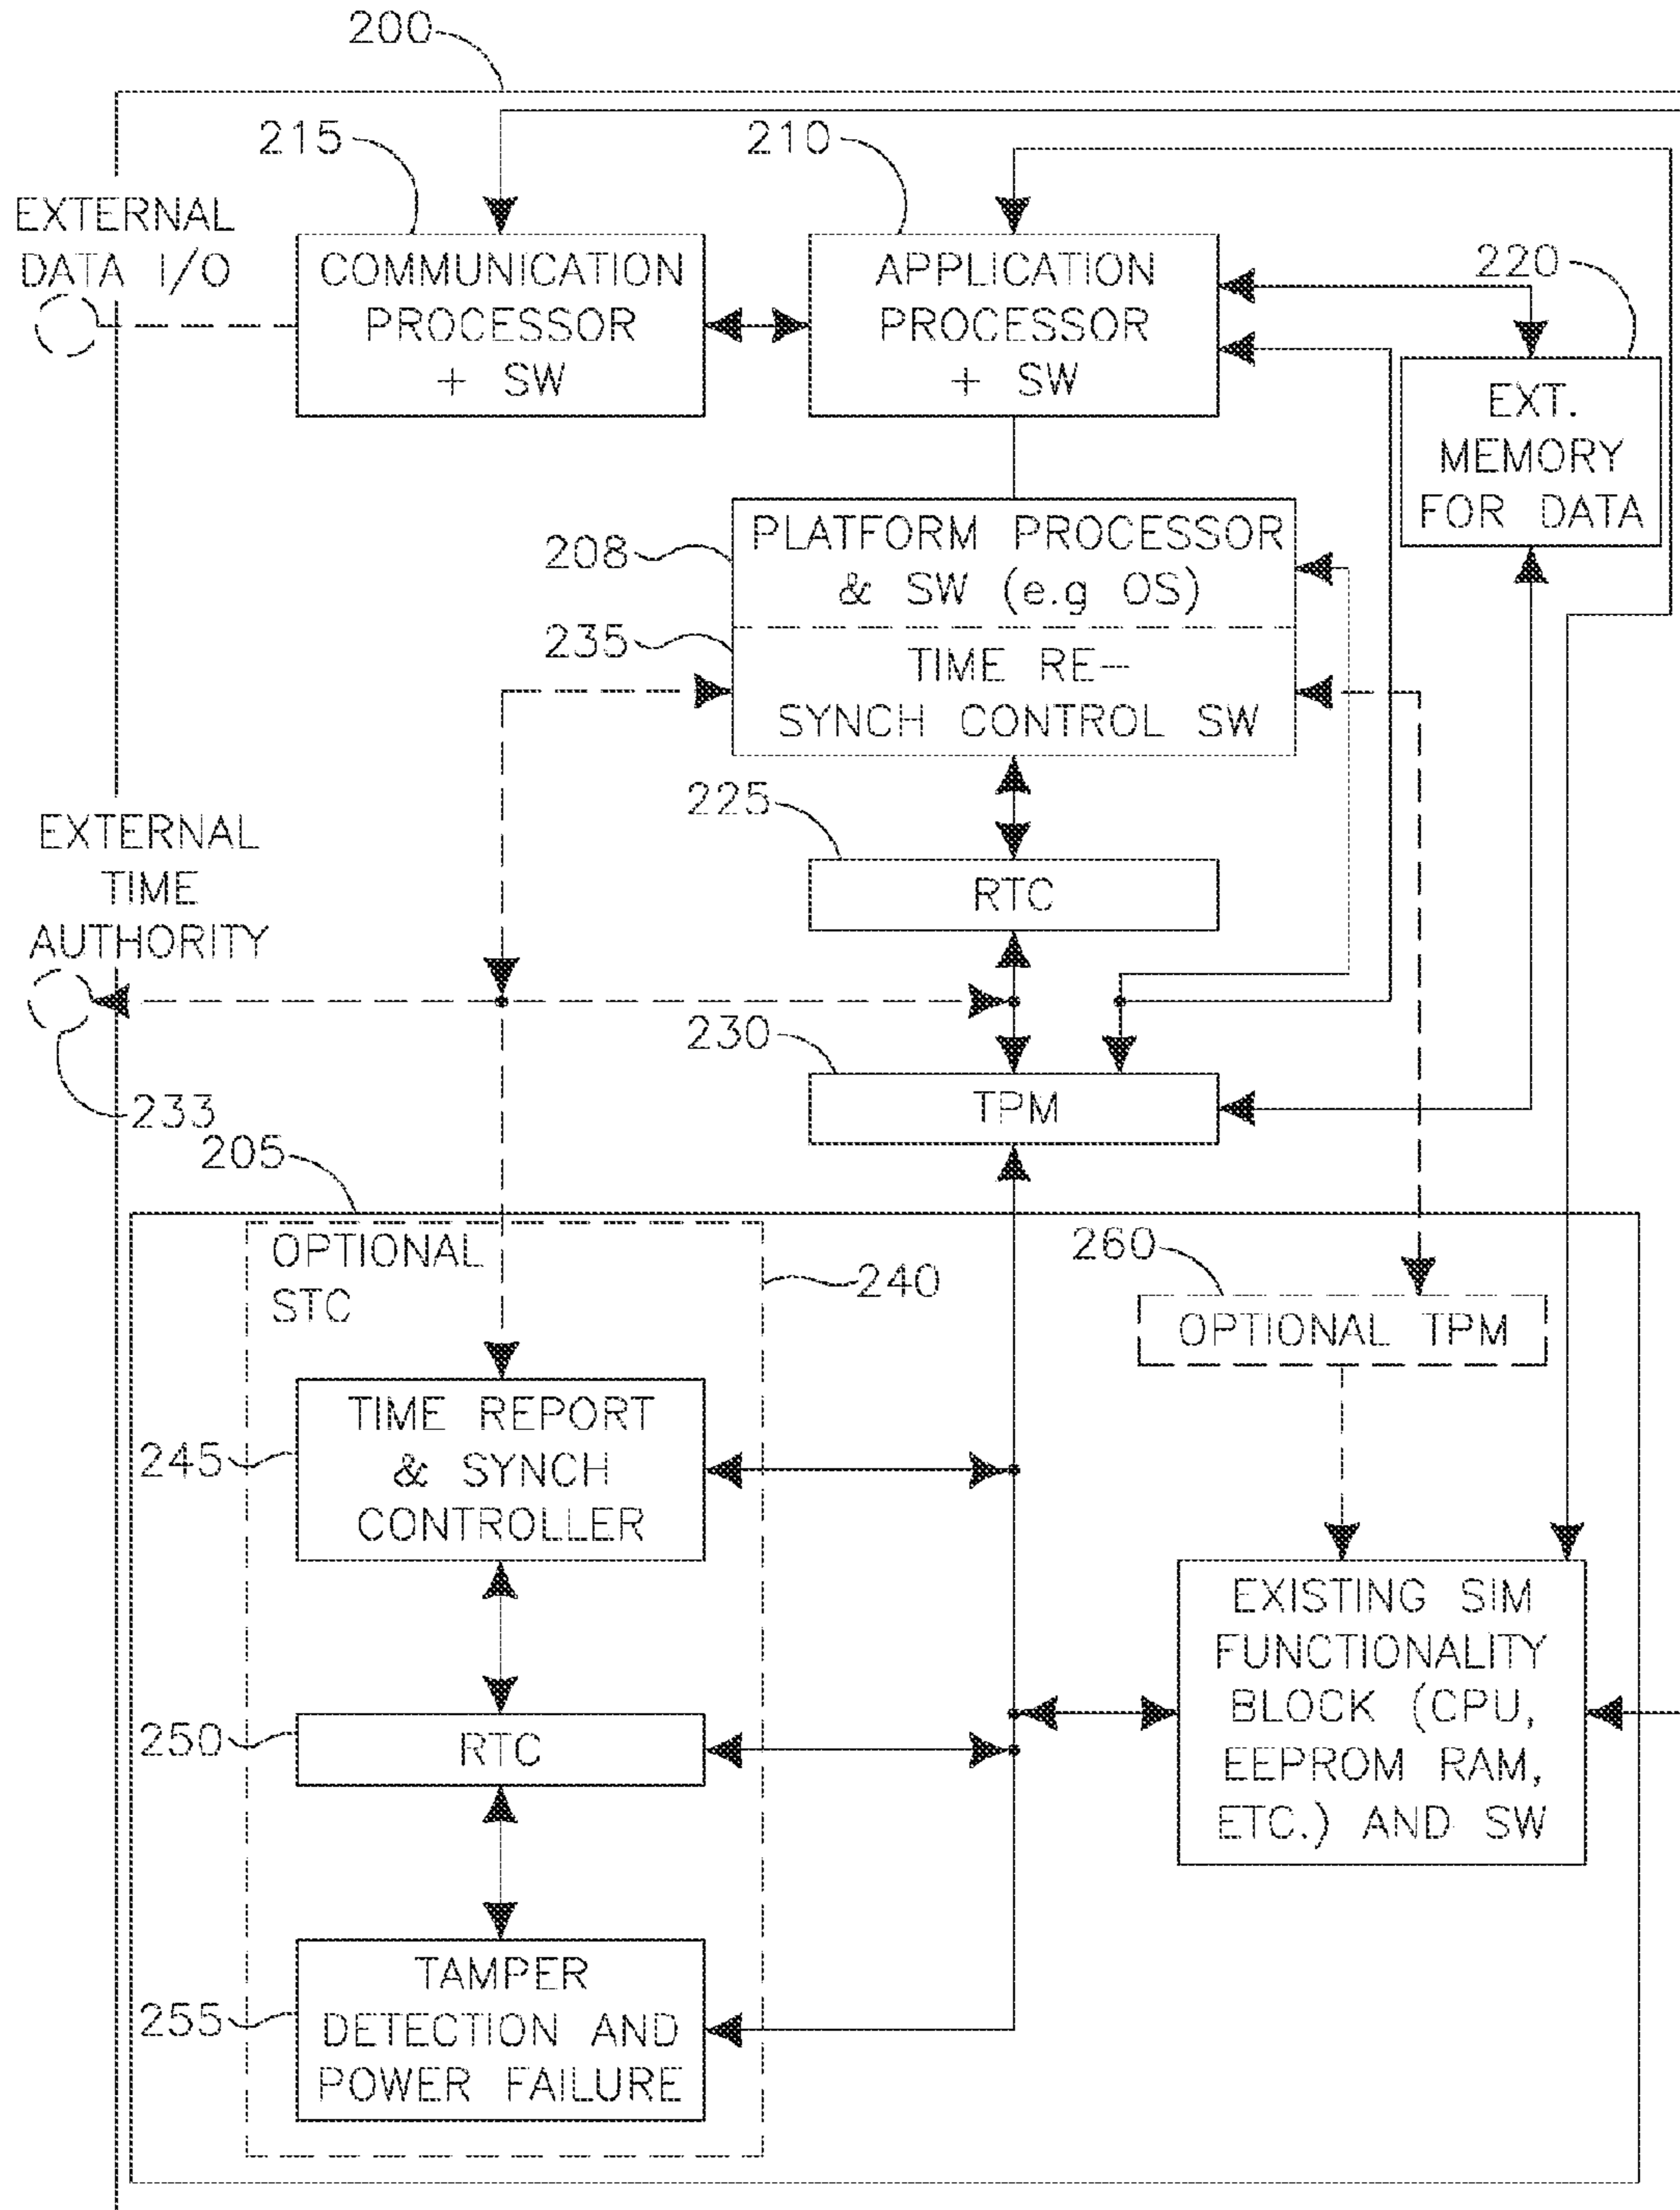 200
215
210
EXTERNAL
DATA I/O
COMMUNICATION
PROCESSOR
+ SW
APPLICATION
PROCESSOR
+ SW
220
EXT.
MEMORY
FOR DATA
208
PLATFORM PROCESSOR
& SW (e.g OS)
235
TIME RE-
SYNCH CONTROL SW
225
RTC
EXTERNAL
TIME
AUTHORITY
233
230
TPM
205
OPTIONAL
STC
240
260
OPTIONAL TPM
245
TIME REPORT
& SYNCH
CONTROLLER
250
RTC
EXISTING SIM
FUNCTIONALITY
BLOCK (CPU,
EEPROM RAM,
ETC.) AND SW
255
TAMPER
DETECTION AND
POWER FAILURE